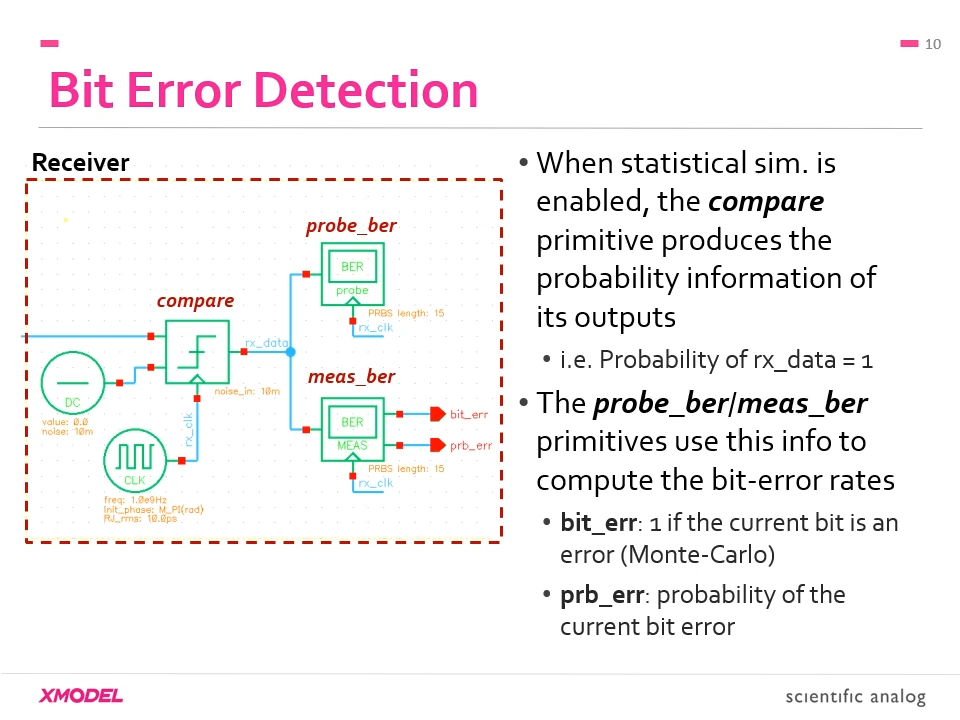 10
Bit Error Detection
Receiver
probe_ber
BER
probe
PRBS length: 15
rx_clk
compare
rx_data
noise_in: 10m
meas_ber
DC
value: 0.0
noise: 10m
rx_clk
BER
MEAS
bit_err
prb_err
PRBS length: 15
rx_clk
CLK
freq: 1.0e9Hz
init_phase: M_PI(rad)
RJ_rms: 10.0ps
• When statistical sim. is
enabled, the compare
primitive produces the
probability information of
its outputs
• i.e. Probability of rx_data = 1
• The probe_ber/meas_ber
primitives use this info to
compute the bit-error rates
• bit_err: 1 if the current bit is an
error (Monte-Carlo)
• prb_err: probability of the
current bit error
XMODEL
scientific analog